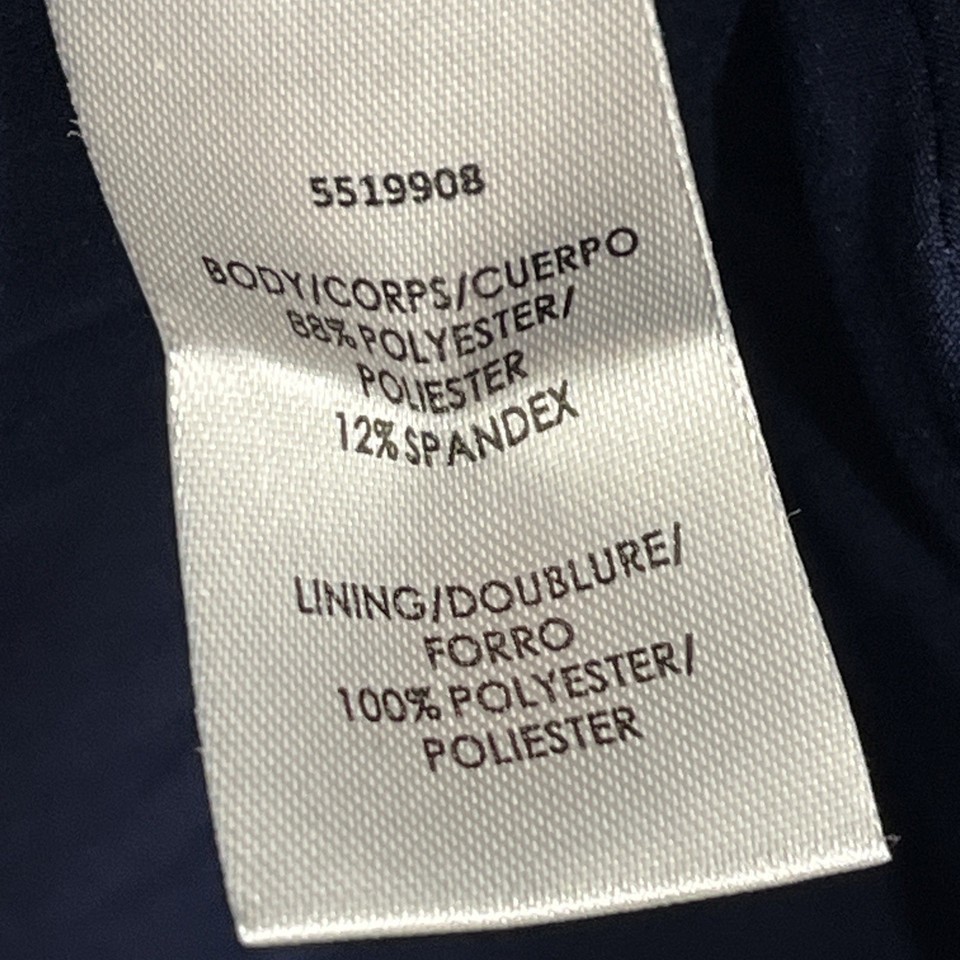 5519908
BODY/CORPS/CUERPO
88% POLYESTER/
POLIESTER
12% SPANDEX
LINING/DOUBLURE/
FORRO
100% POLYESTER/
POLIESTER